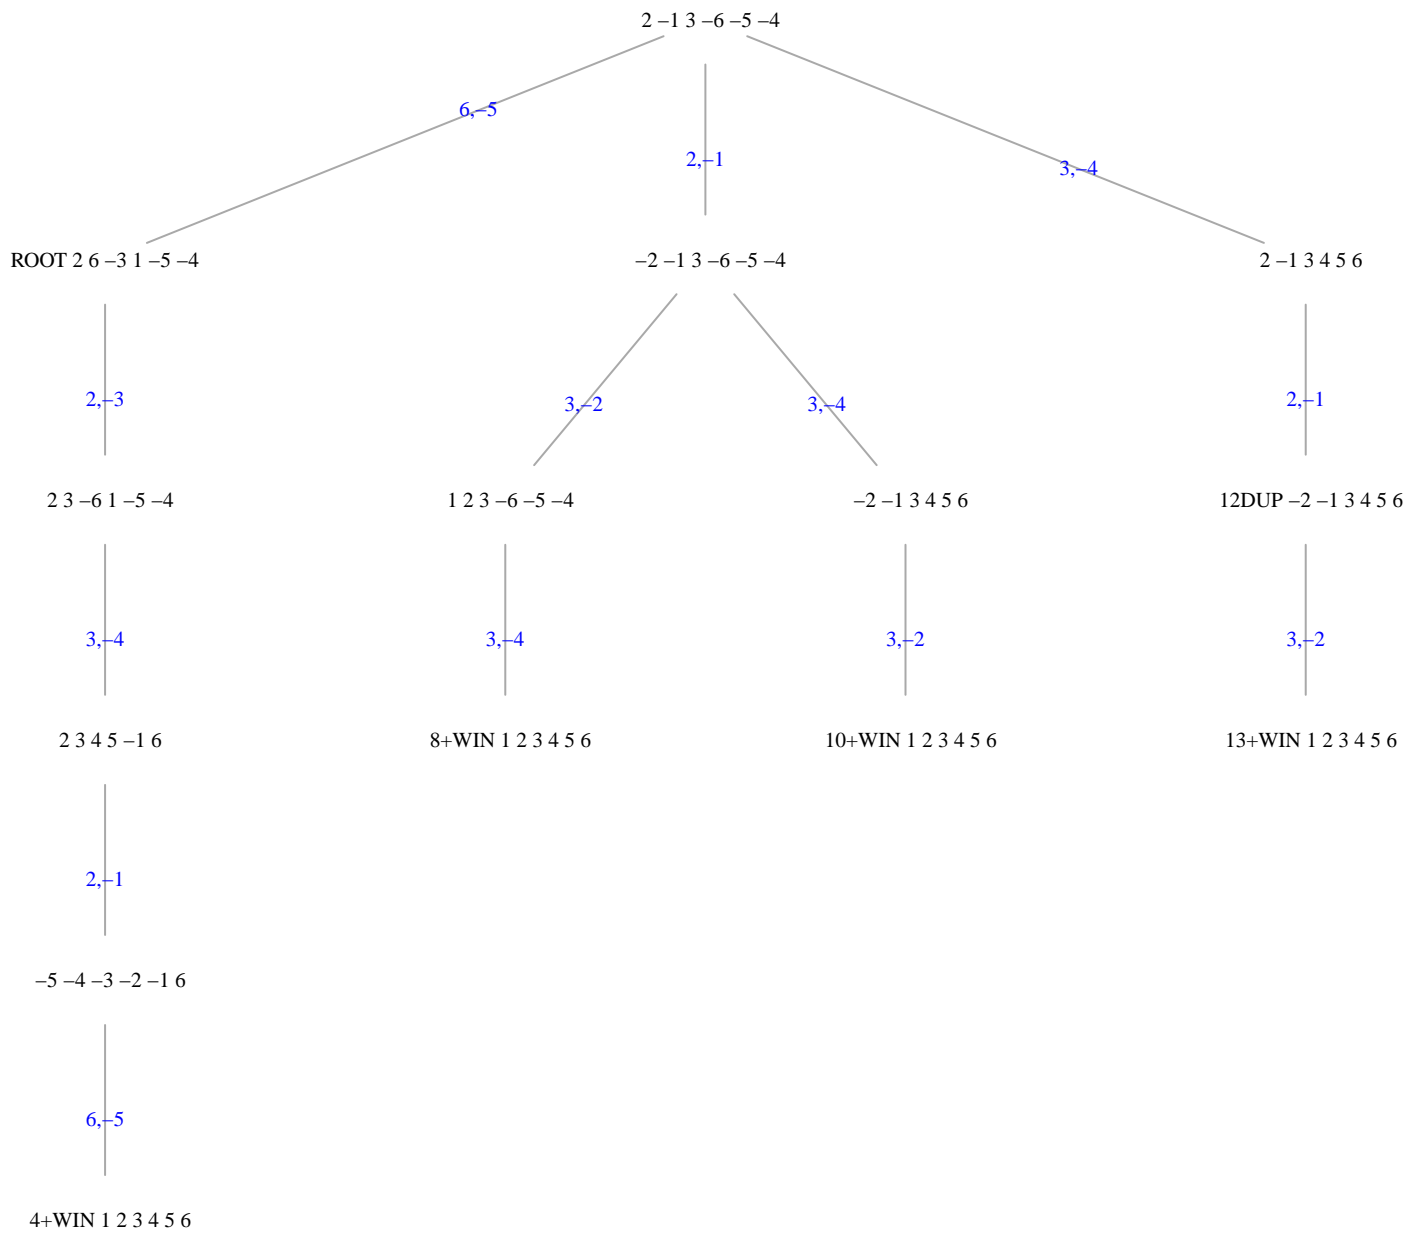 2 –1 3 –6 –5 –4
6,–5
2,–1
3,–4
ROOT 2 6 –3 1 –5 –4
–2 –1 3 –6 –5 –4
2 –1 3 4 5 6
2,–3
3,–2
3,–4
2,–1
2 3 –6 1 –5 –4
1 2 3 –6 –5 –4
–2 –1 3 4 5 6
12DUP –2 –1 3 4 5 6
3,–4
3,–4
3,–2
3,–2
2 3 4 5 –1 6
8+WIN 1 2 3 4 5 6
10+WIN 1 2 3 4 5 6
13+WIN 1 2 3 4 5 6
2,–1
–5 –4 –3 –2 –1 6
6,–5
4+WIN 1 2 3 4 5 6